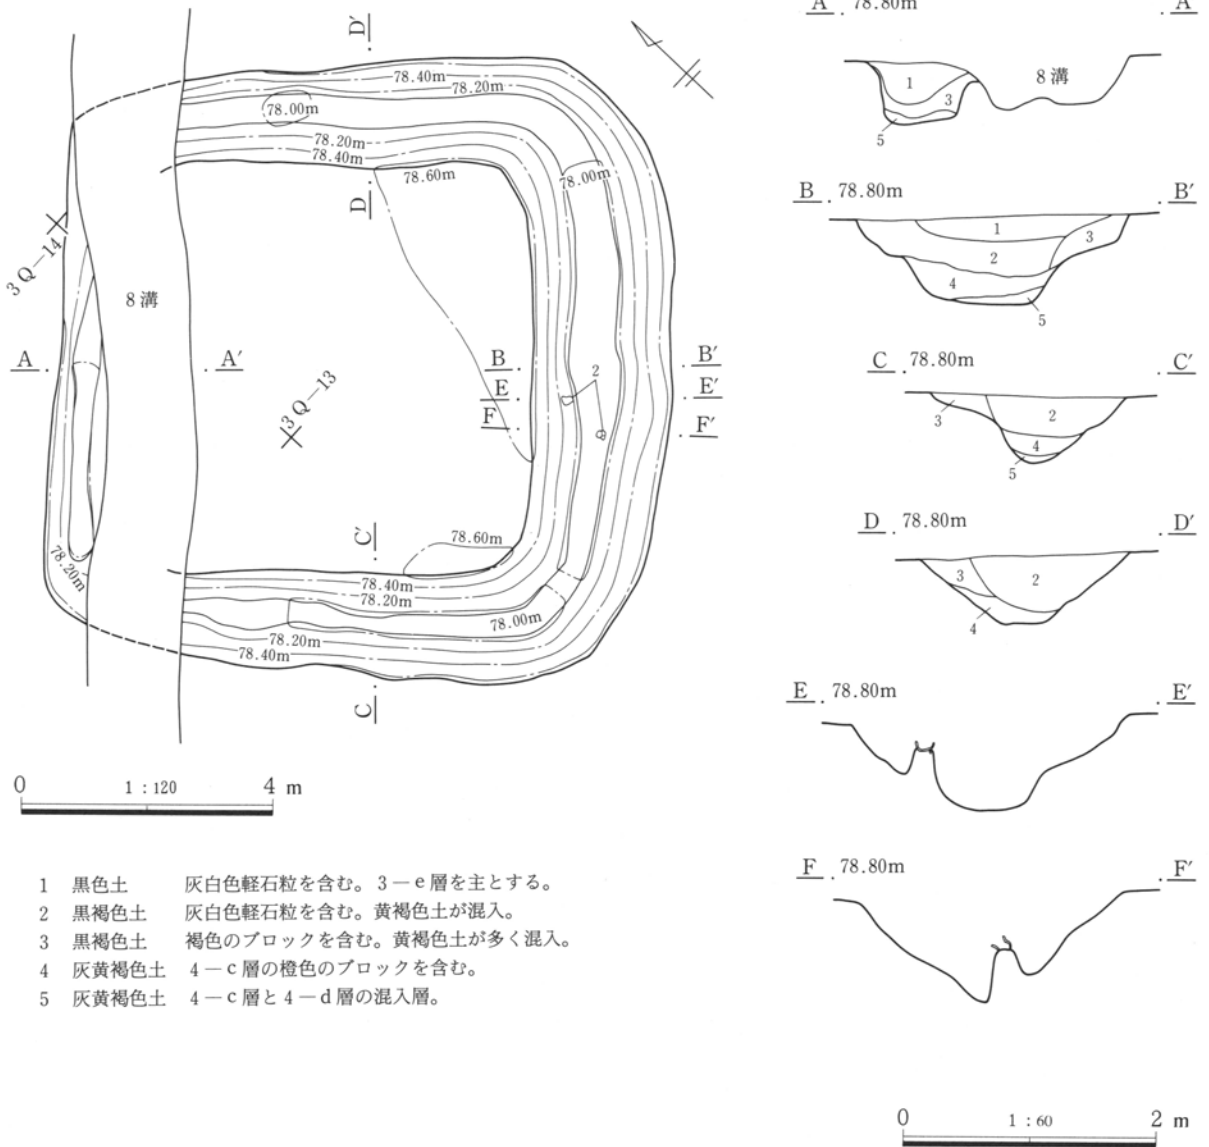 D′
78.40m
78.20m
78.00m
78.20m
78.40m
78.60m
78.00m
D
3Q—14
8溝
A
A′
3Q—13
B
B′
E
E′
2
F
F′
C′
78.60m
78.20m
78.40m
78.20m
78.00m
78.20m
78.40m
C
0 1:120 4 m
1 黒色土 灰白色軽石粒を含む。3—e層を主とする。
2 黒褐色土 灰白色軽石粒を含む。黄褐色土が混入。
3 黒褐色土 褐色のブロックを含む。黄褐色土が多く混入。
4 灰黄褐色土 4—c層の橙色のブロックを含む。
5 灰黄褐色土 4—c層と4—d層の混入層。
A 78.80m A′
8溝
1
3
5
B 78.80m B′
1
3
2
4
5
C 78.80m C′
3
2
4
5
D 78.80m D′
3
2
4
E 78.80m E′
F 78.80m F′
0 1:60 2 m